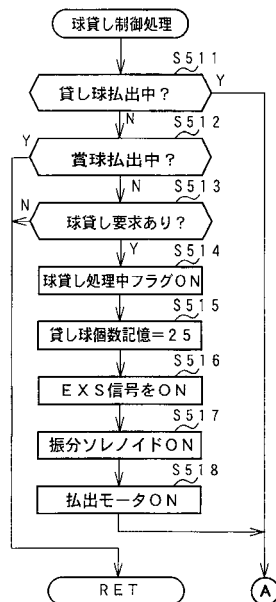 球貸し制御処理
S511
貸し球払出中?
Y
N
S512
Y
賞球払出中?
N
S513
N
球貸し要求あり?
Y
S514
球貸し処理中フラグON
S515
貸し球個数記憶=25
S516
EXS信号をON
S517
振分ソレノイドON
S518
払出モータON
RET
A